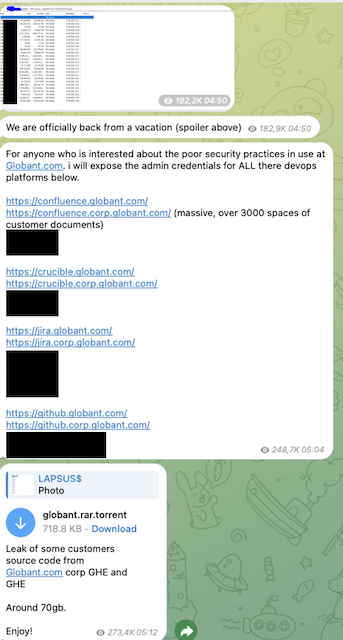 182,2K 04:50
We are officially back from a vacation (spoiler above) 182,9K 04:50
For anyone who is interested about the poor security practices in use at
Globant.com. i will expose the admin credentials for ALL there devops
platforms below.
https://confluence.globant.com/
https://confluence.corp.globant.com/ (massive, over 3000 spaces of
customer documents)
https://crucible.globant.com/
https://crucible.corp.globant.com/
https://jira.globant.com/
https://jira.corp.globant.com/
https://github.globant.com/
https://github.corp.globant.com/
248,7K 05:04
LAPSUS$
Photo
globant.rar.torrent
718.8 KB - Download
Leak of some customers
source code from
Globant.com corp GHE and
GHE
Around 70gb.
Enjoy! 273,4K 05:12